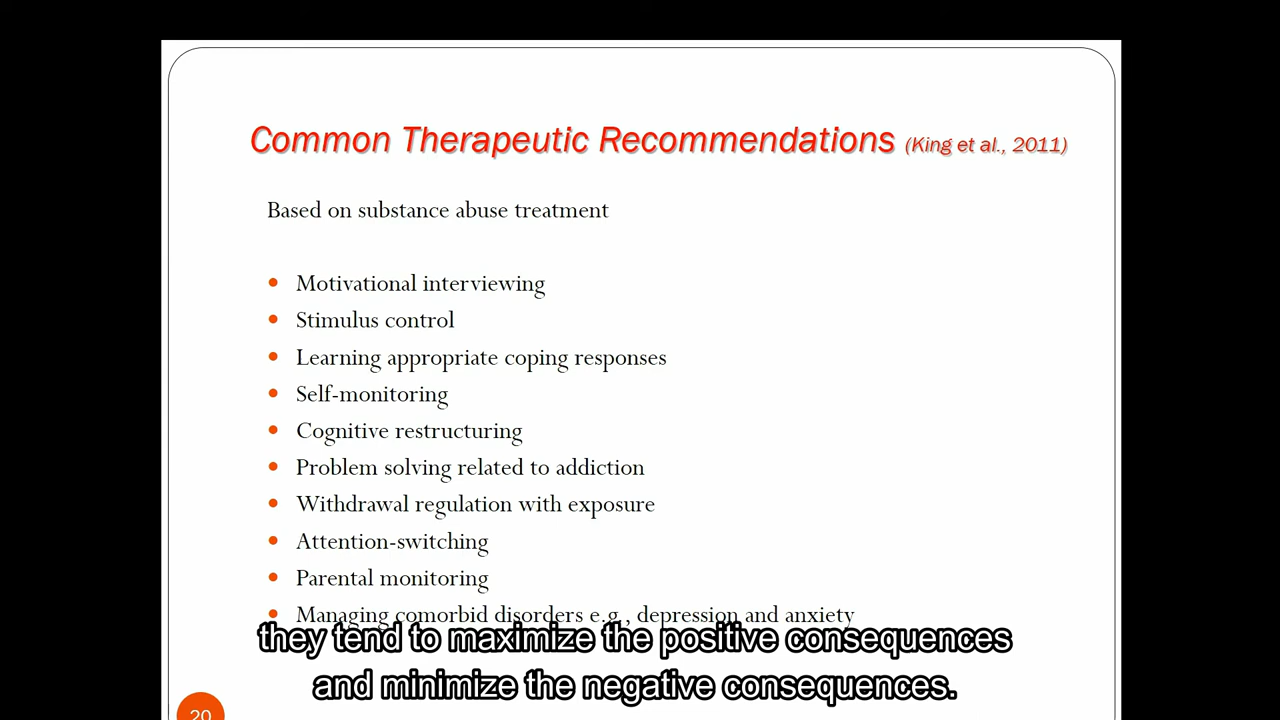 Common Therapeutic Recommendations (King et al., 2011)
Based on substance abuse treatment
• Motivational interviewing
• Stimulus control
• Learning appropriate coping responses
• Self-monitoring
• Cognitive restructuring
• Problem solving related to addiction
• Withdrawal regulation with exposure
• Attention-switching
• Parental monitoring
• Managing comorbid disorders e.g., depression and anxiety
they tend to maximize the positive consequences
and minimize the negative consequences.
20